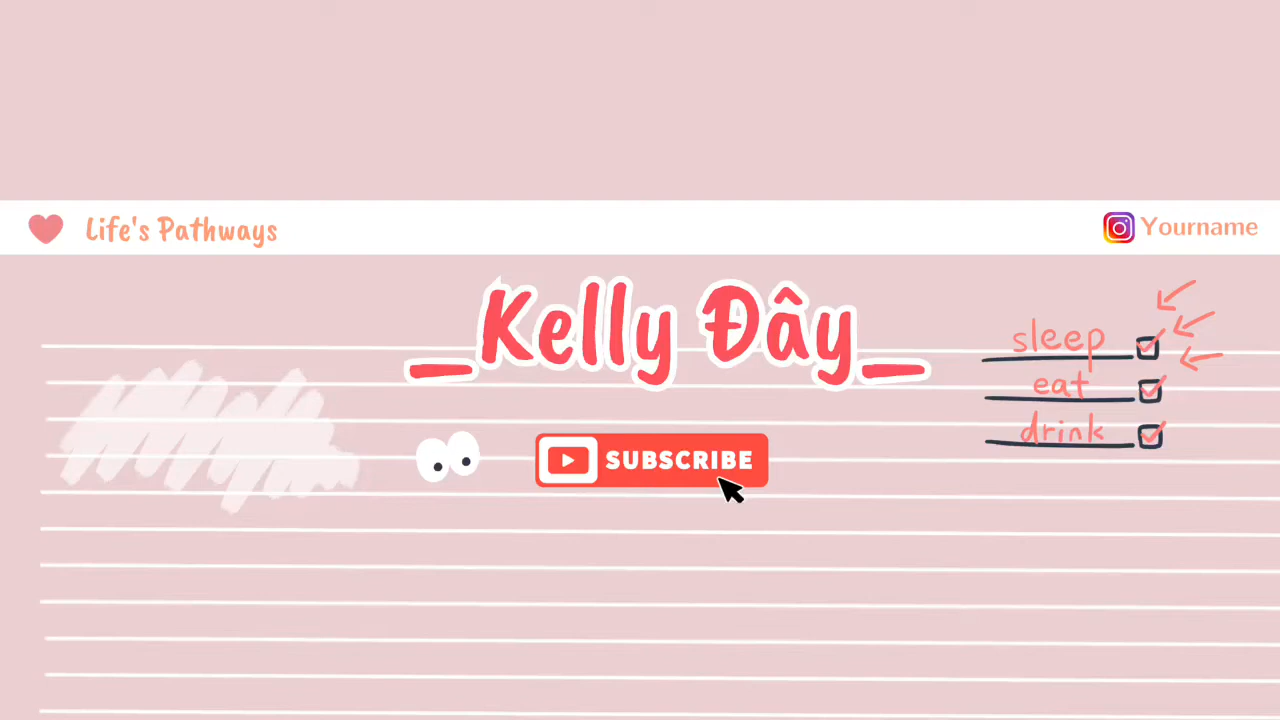 Life's Pathways
Yourname
_Kelly Đây_
sleep
eat
drink
SUBSCRIBE